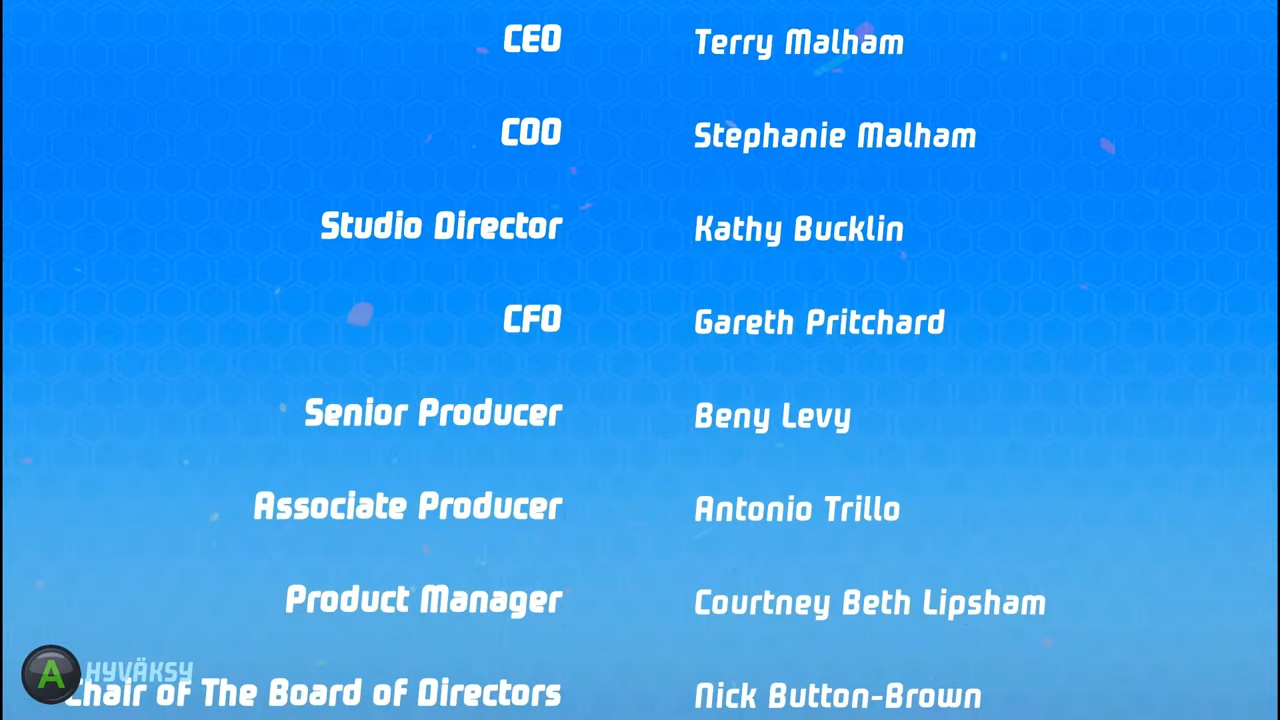 CEO Terry Malham
COO Stephanie Malham
Studio Director Kathy Bucklin
CFO Gareth Pritchard
Senior Producer Beny Levy
Associate Producer Antonio Trillo
Product Manager Courtney Beth Lipsham
A HYVÄKSY
Chair of The Board of Directors Nick Button-Brown